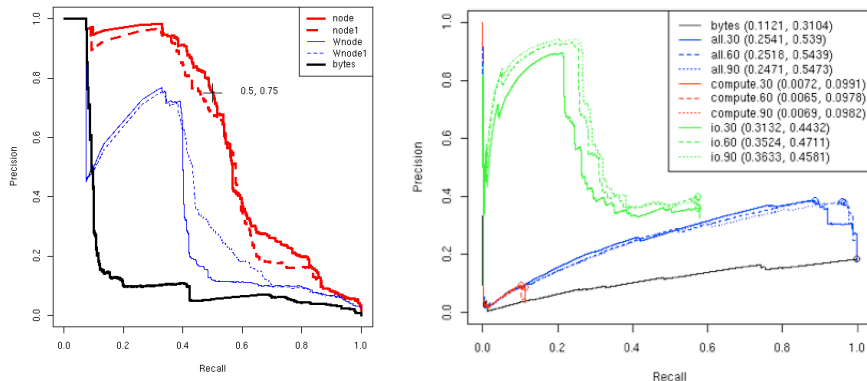 node
node1
Wnode
Wnode1
bytes
0.5, 0.75
Precision
0.0 0.2 0.4 0.6 0.8 1.0
0.0 0.2 0.4 0.6 0.8 1.0
Recall
bytes (0.1121, 0.3104)
all.30 (0.2541, 0.539)
all.60 (0.2518, 0.5439)
all.90 (0.2471, 0.5473)
compute.30 (0.0072, 0.0991)
compute.60 (0.0065, 0.0978)
compute.90 (0.0069, 0.0982)
io.30 (0.3132, 0.4432)
io.60 (0.3524, 0.4711)
io.90 (0.3633, 0.4581)
Precision
0.0 0.2 0.4 0.6 0.8 1.0
0.0 0.2 0.4 0.6 0.8 1.0
Recall